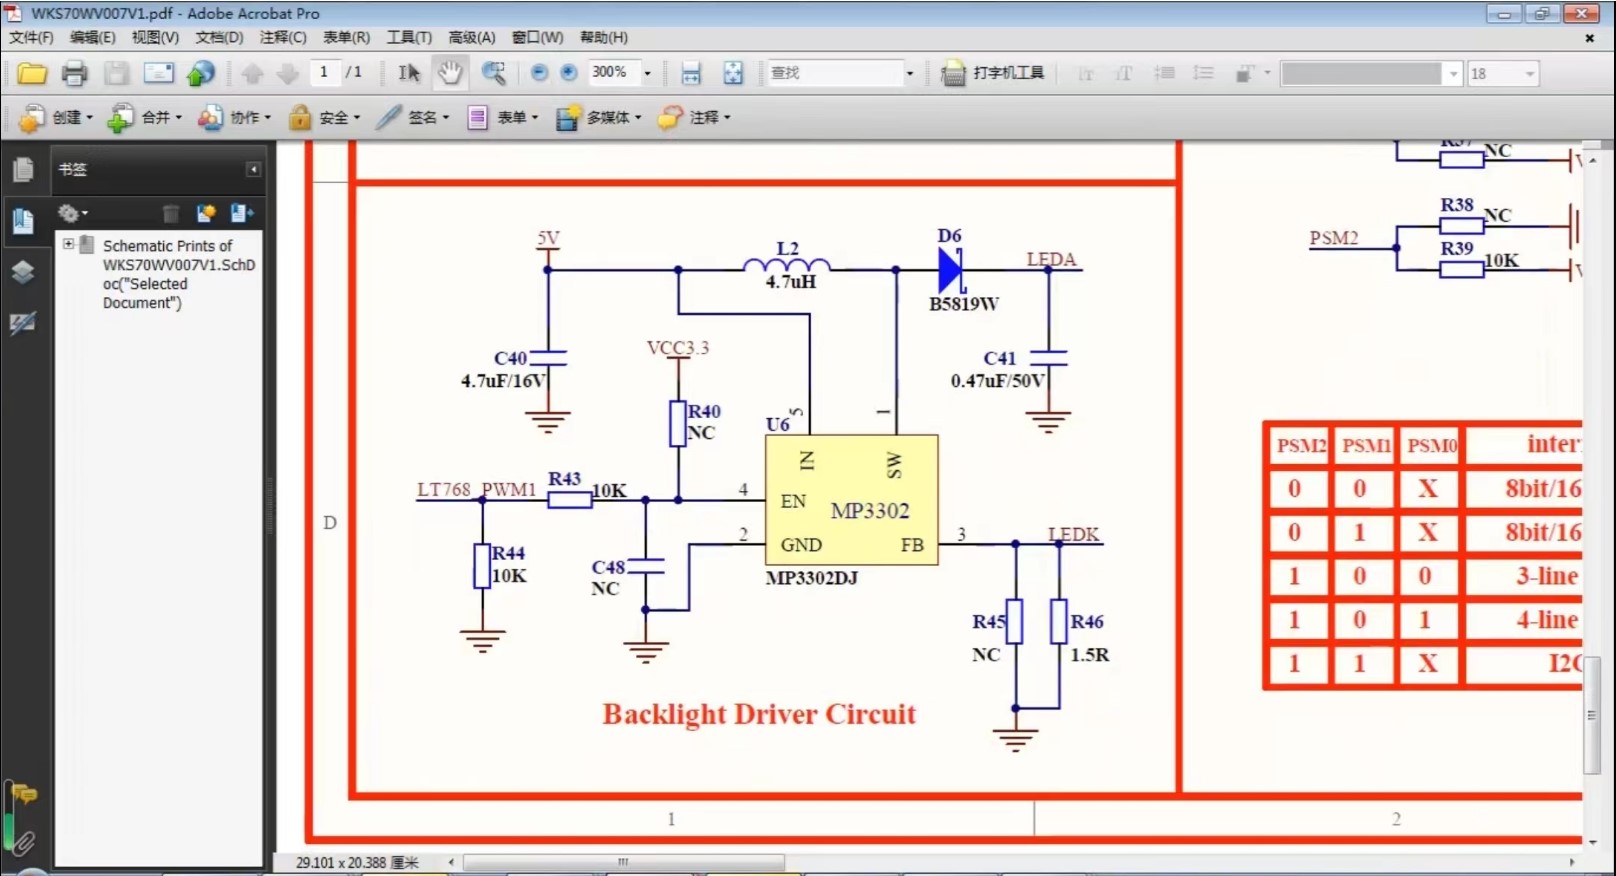 WKS70WV007V1.pdf - Adobe Acrobat Pro
文件(F) 编辑(E) 视图(V) 文档(D) 注释(C) 表单(R) 工具(T) 高级(A) 窗口(W) 帮助(H)
1 / 1 300% 查找 打字机工具 18
创建 合并 协作 安全 签名 表单 多媒体 注释
书签
Schematic Prints of
WKS70WV007V1.SchD
oc("Selected
Document")
R37 NC
R38 NC
PSM2
R39 10K
5V
L2
4.7uH
D6
B5819W
LEDA
C40
4.7uF/16V
VCC3.3
C41
0.47uF/50V
R40
NC
U6
5
1
IN
SW
LT768_PWM1
R43 10K
4
EN
MP3302
2
GND
FB
3
LEDK
MP3302DJ
R44
10K
C48
NC
R45
NC
R46
1.5R
Backlight Driver Circuit
D
1
2
PSM2 PSM1 PSM0
0 0 X 8bit/16
0 1 X 8bit/16
1 0 0 3-line
1 0 1 4-line
1 1 X
29.101 x 20.388 厘米